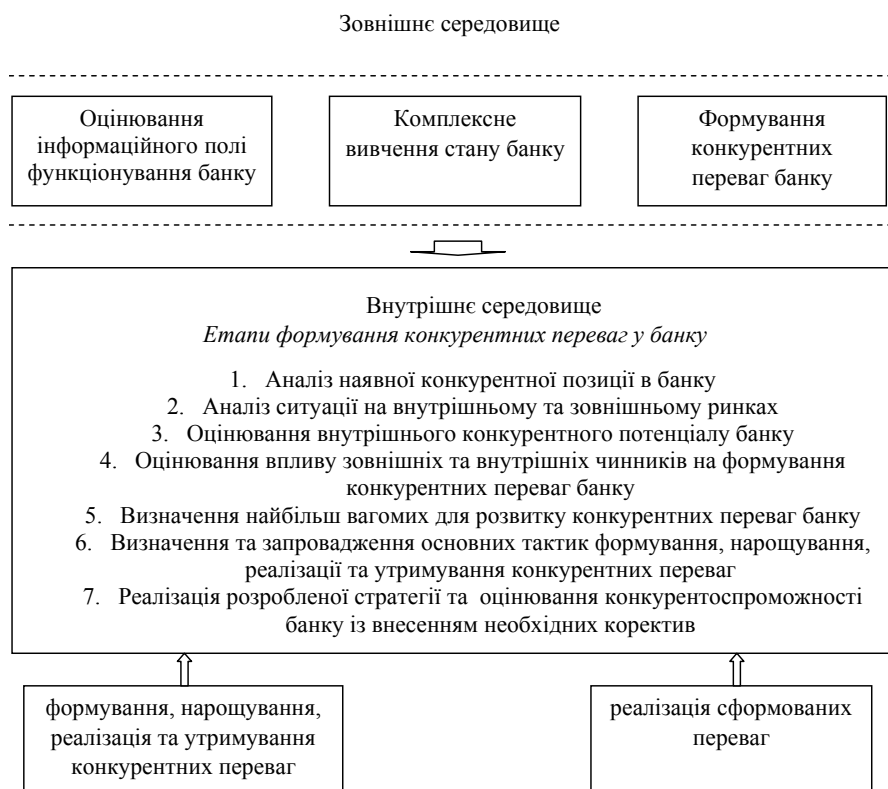 Зовнішнє середовище
Оцінювання
інформаційного полі
функціонування банку
Комплексне
вивчення стану банку
Формування
конкурентних
переваг банку
Внутрішнє середовище
Етапи формування конкурентних переваг у банку
1. Аналіз наявної конкурентної позиції в банку
2. Аналіз ситуації на внутрішньому та зовнішньому ринках
3. Оцінювання внутрішнього конкурентного потенціалу банку
4. Оцінювання впливу зовнішніх та внутрішніх чинників на формування
конкурентних переваг банку
5. Визначення найбільш вагомих для розвитку конкурентних переваг банку
6. Визначення та запровадження основних тактик формування, нарощування,
реалізації та утримування конкурентних переваг
7. Реалізація розробленої стратегії та оцінювання конкурентоспроможності
банку із внесенням необхідних коректив
формування, нарощування,
реалізація та утримування
конкурентних переваг
реалізація сформованих
переваг